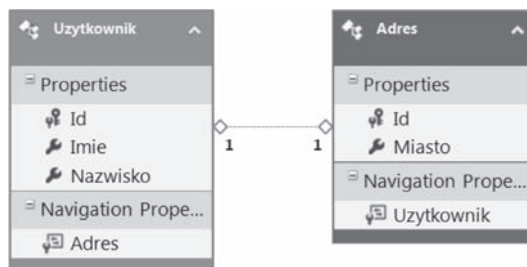 Uzytkownik
Properties
Id
Imie
Nazwisko
Navigation Prope...
Adres
1 1
Adres
Properties
Id
Miasto
Navigation Prope...
Uzytkownik